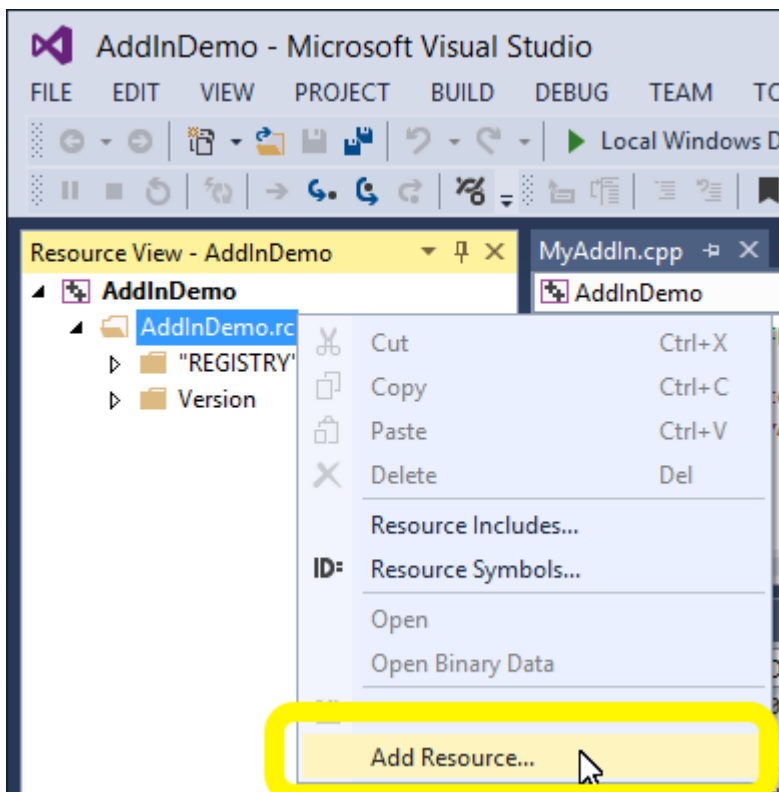 AddInDemo - Microsoft Visual Studio
FILE EDIT VIEW PROJECT BUILD DEBUG TEAM TO
Local Windows D
Resource View - AddInDemo
MyAddIn.cpp
AddInDemo
AddInDemo
AddInDemo.rc
"REGISTRY"
Version
Cut Ctrl+X
Copy Ctrl+C
Paste Ctrl+V
Delete Del
Resource Includes...
ID= Resource Symbols...
Open
Open Binary Data
Add Resource...